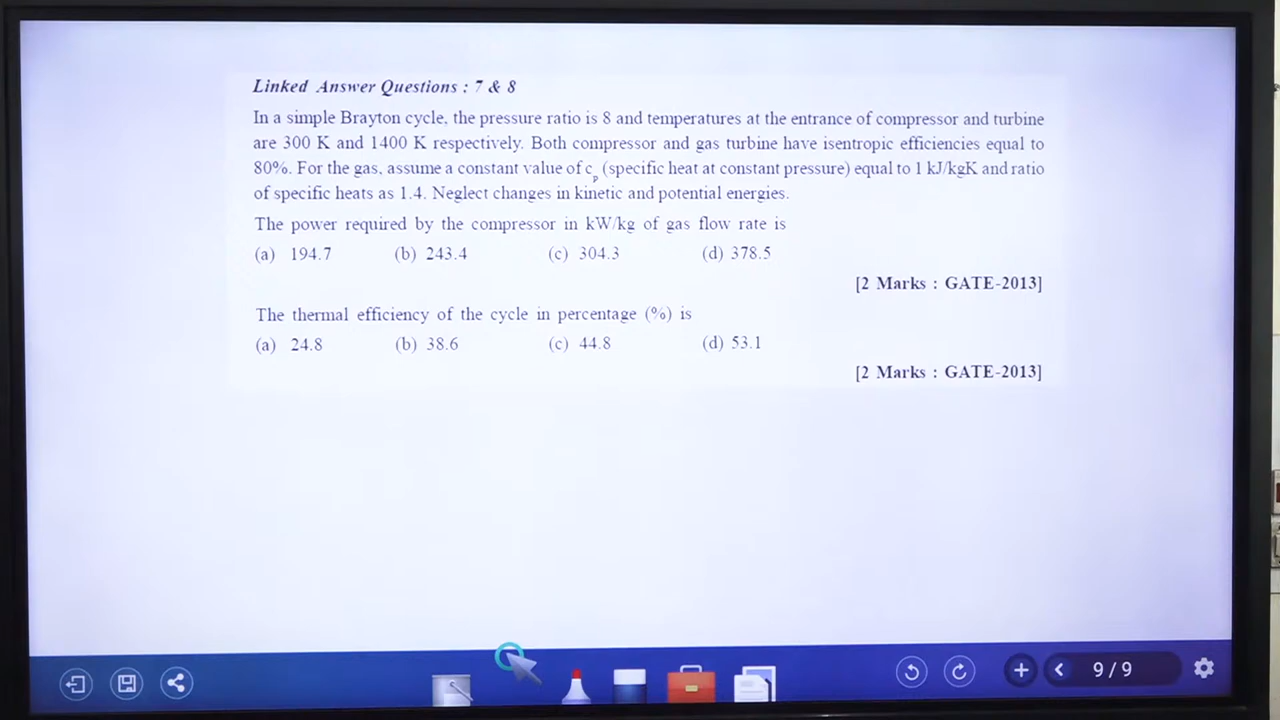 Linked Answer Questions : 7 & 8
In a simple Brayton cycle, the pressure ratio is 8 and temperatures at the entrance of compressor and turbine
are 300 K and 1400 K respectively. Both compressor and gas turbine have isentropic efficiencies equal to
80%. For the gas, assume a constant value of cp (specific heat at constant pressure) equal to 1 kJ/kgK and ratio
of specific heats as 1.4. Neglect changes in kinetic and potential energies.
The power required by the compressor in kW/kg of gas flow rate is
(a) 194.7 (b) 243.4 (c) 304.3 (d) 378.5
[2 Marks : GATE-2013]
The thermal efficiency of the cycle in percentage (%) is
(a) 24.8 (b) 38.6 (c) 44.8 (d) 53.1
[2 Marks : GATE-2013]
9 / 9